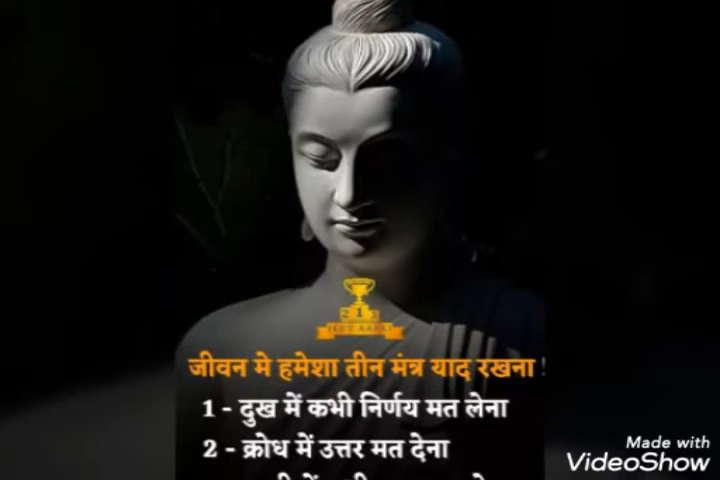 जीवन मे हमेशा तीन मंत्र याद रखना !
1 - दुख में कभी निर्णय मत लेना
2 - क्रोध में उत्तर मत देना
Made with
VideoShow